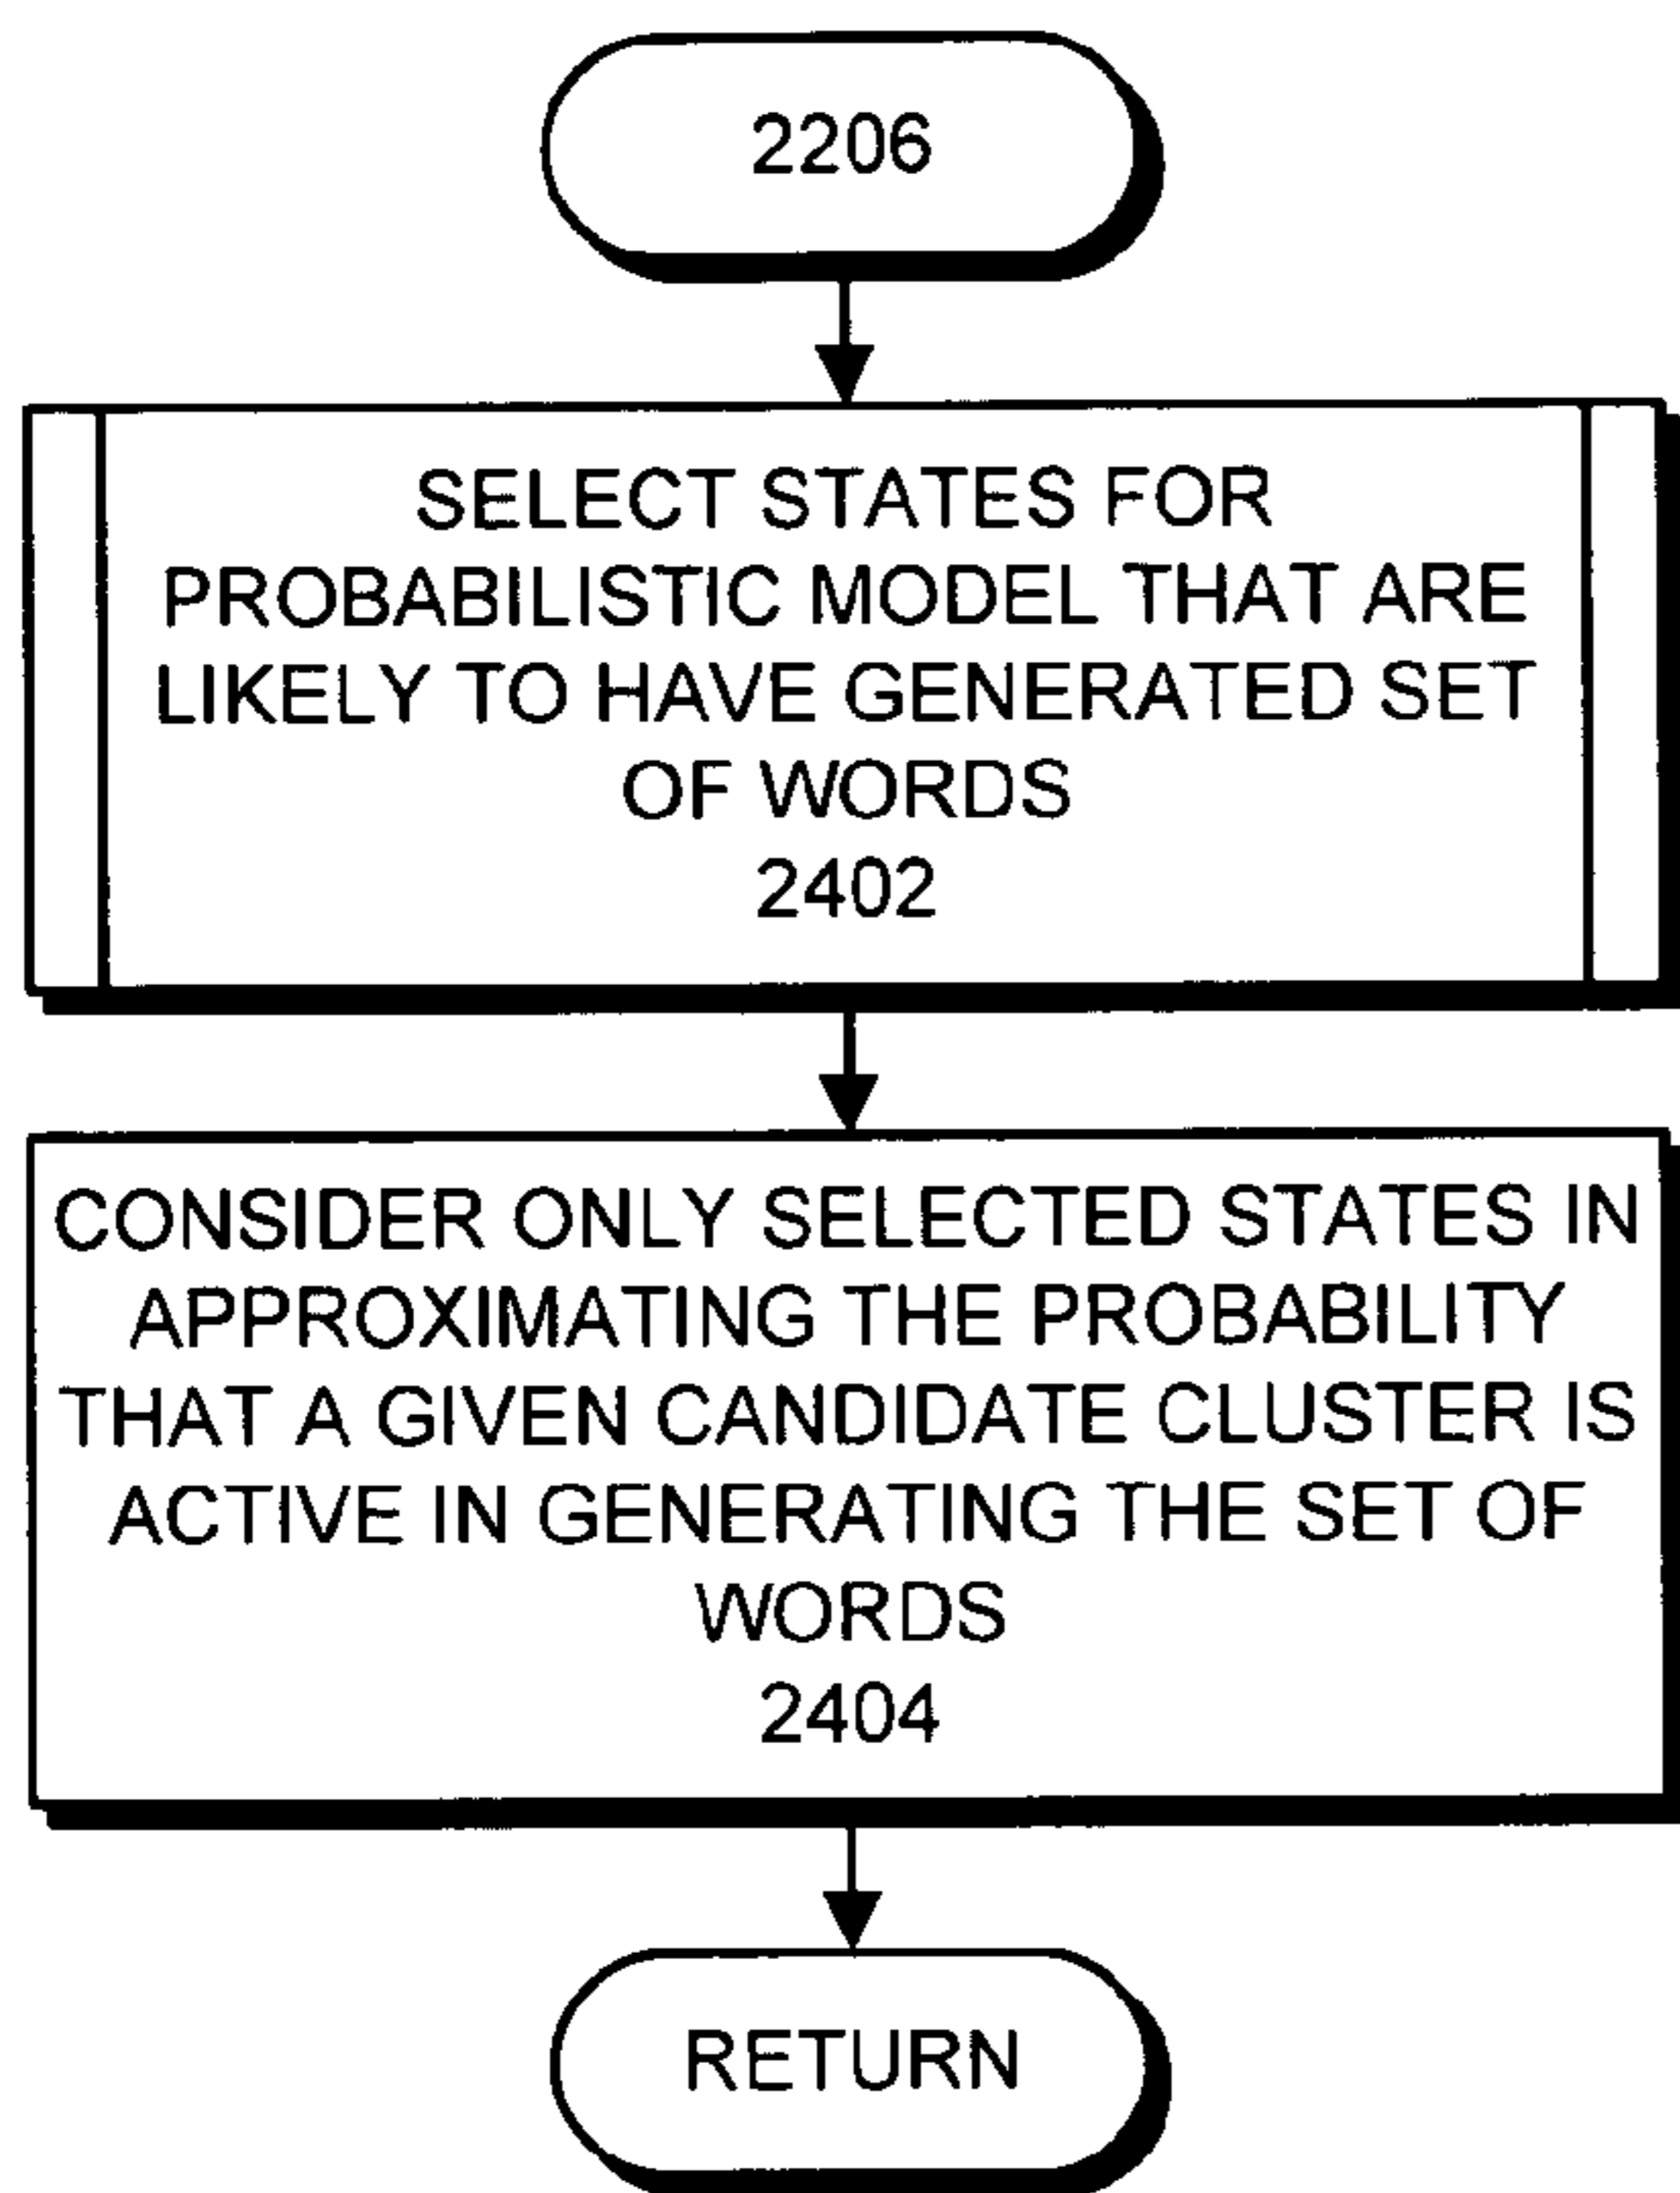 2206
SELECT STATES FOR
PROBABILISTIC MODEL THAT ARE
LIKELY TO HAVE GENERATED SET
OF WORDS
2402
CONSIDER ONLY SELECTED STATES IN
APPROXIMATING THE PROBABILITY
THAT A GIVEN CANDIDATE CLUSTER IS
ACTIVE IN GENERATING THE SET OF
WORDS
2404
RETURN